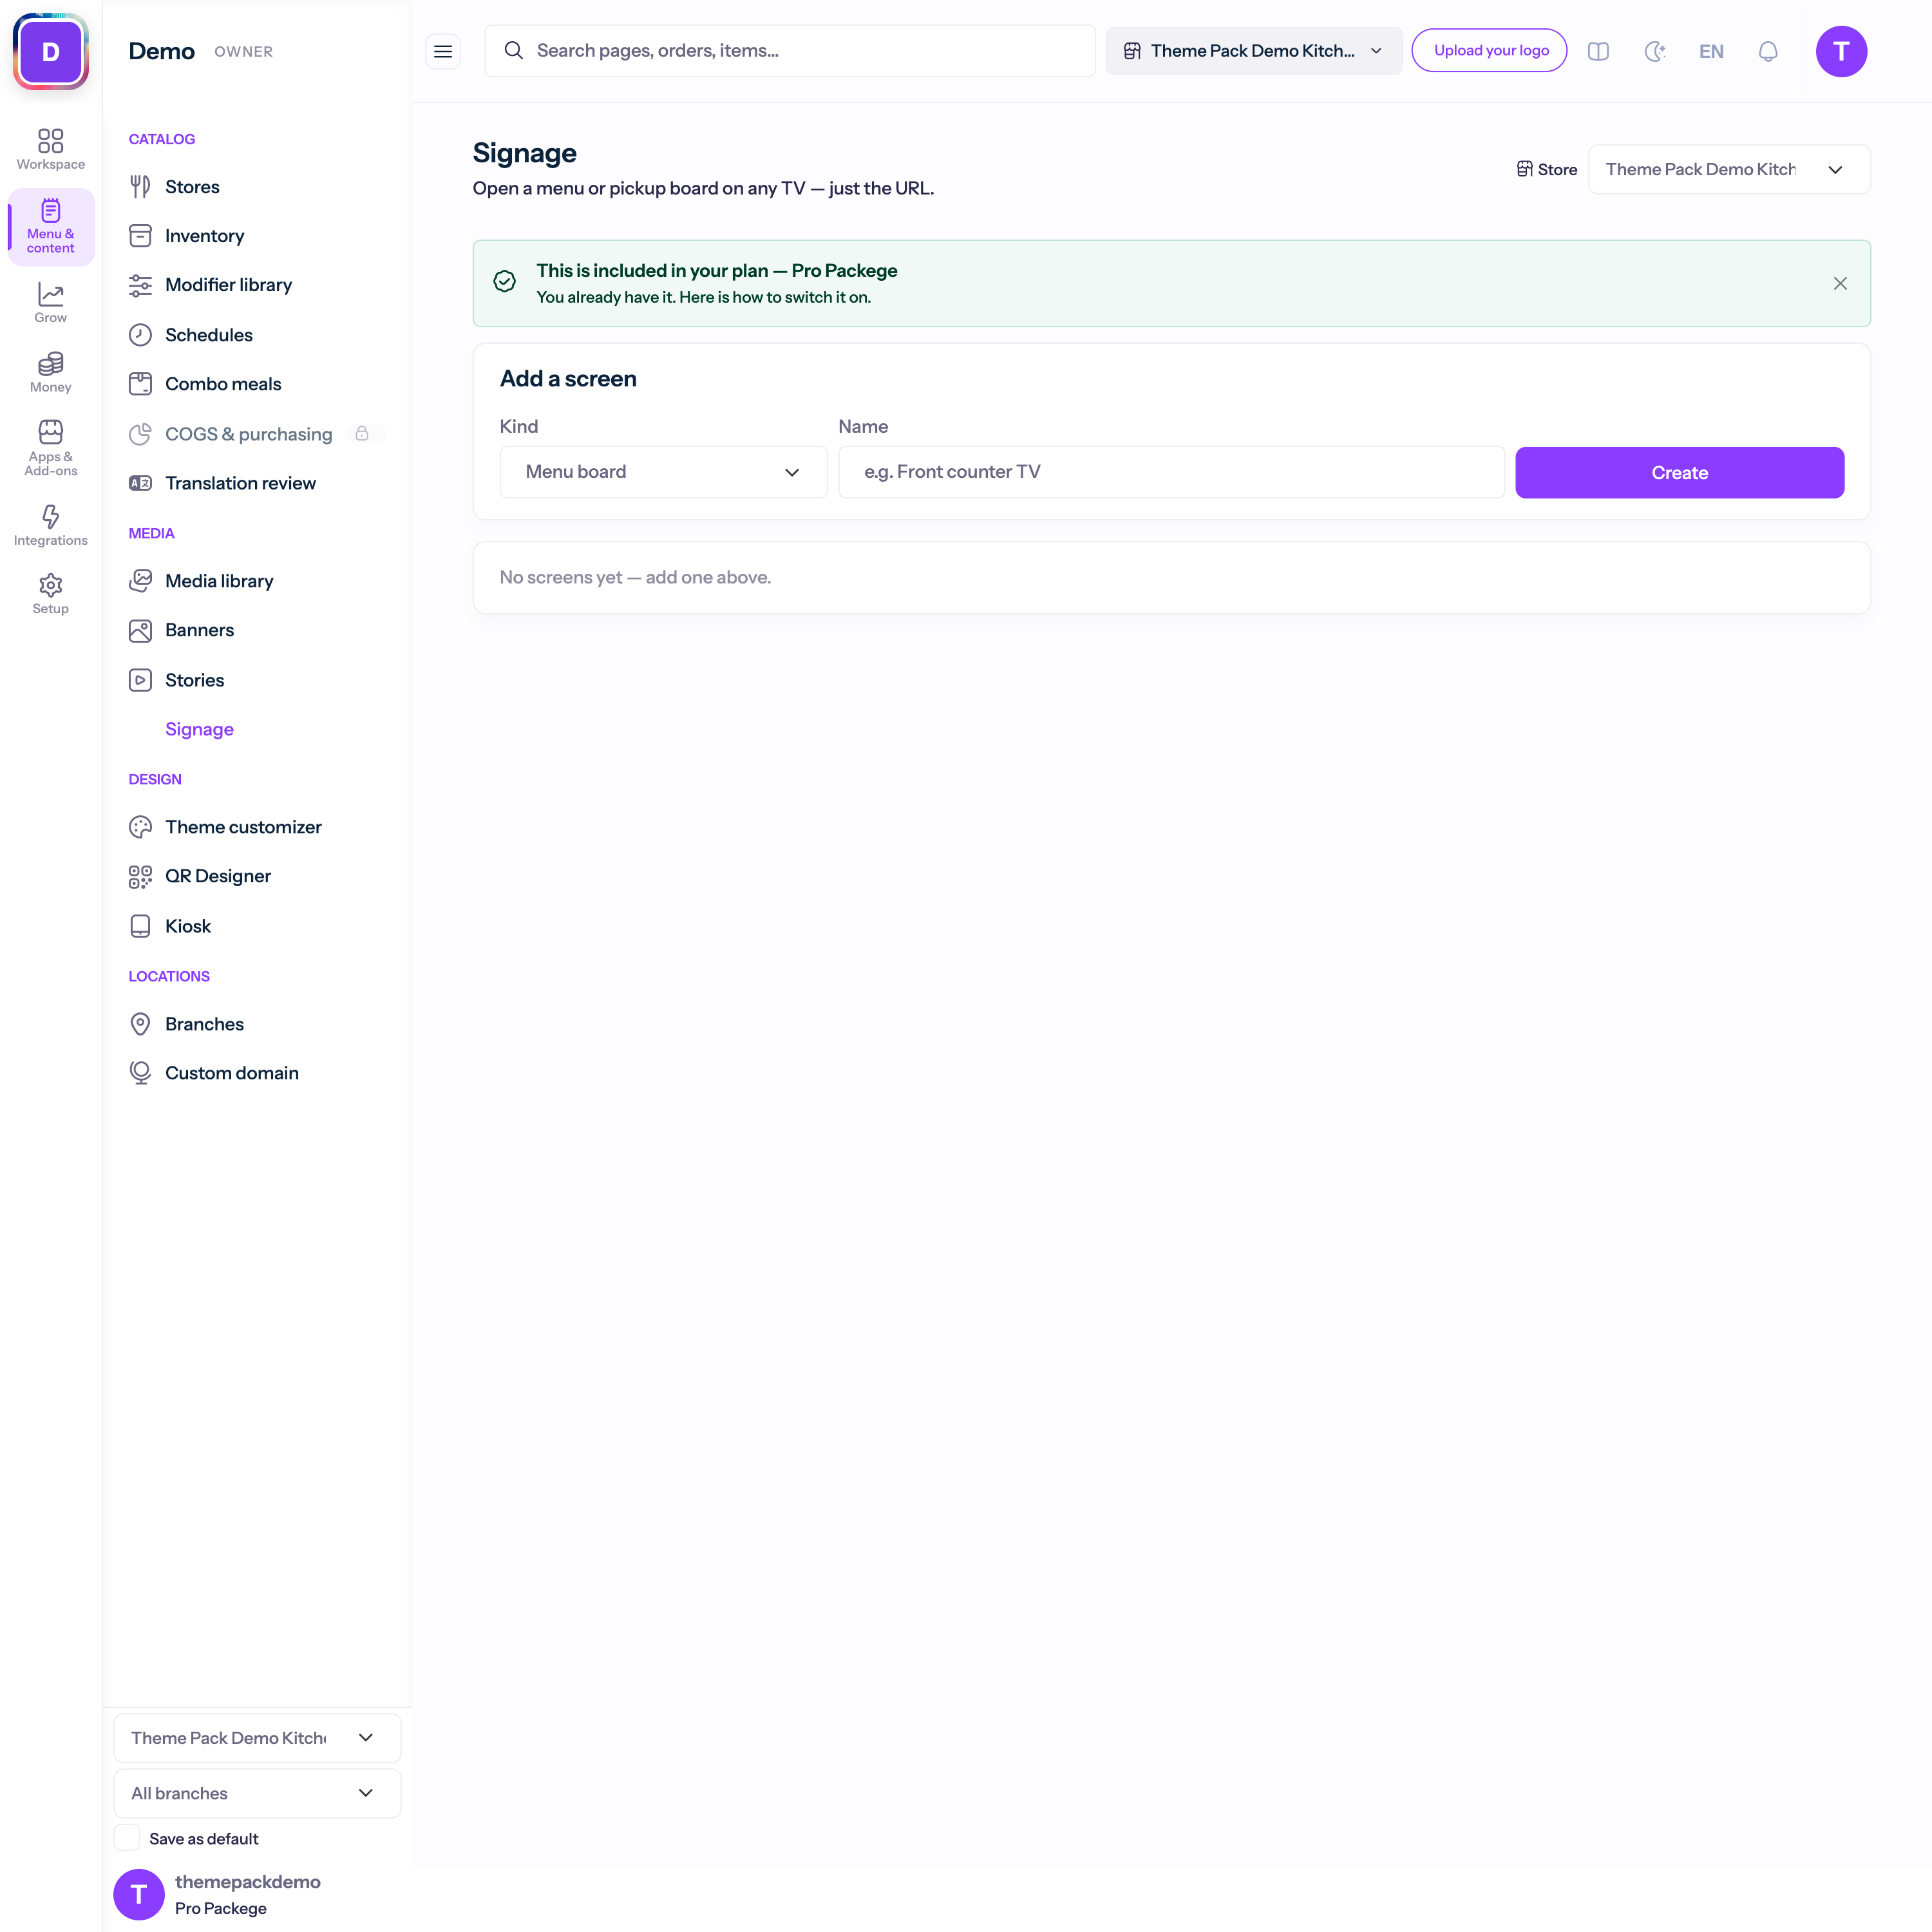 D
Workspace
Menu &
content
Grow
Money
Apps &
Add-ons
Integrations
Setup
Demo OWNER
CATALOG
Stores
Inventory
Modifier library
Schedules
Combo meals
COGS & purchasing
Translation review
MEDIA
Media library
Banners
Stories
Signage
DESIGN
Theme customizer
QR Designer
Kiosk
LOCATIONS
Branches
Custom domain
Theme Pack Demo Kitch
All branches
Save as default
T
themepackdemo
Pro Packege
Search pages, orders, items...
Theme Pack Demo Kitch...
Upload your logo
EN
T
Signage
Open a menu or pickup board on any TV — just the URL.
Store
Theme Pack Demo Kitch
This is included in your plan — Pro Packege
You already have it. Here is how to switch it on.
Add a screen
Kind
Name
Menu board
e.g. Front counter TV
Create
No screens yet — add one above.